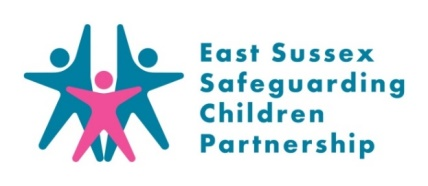 East Sussex
Safeguarding
Children
Partnership